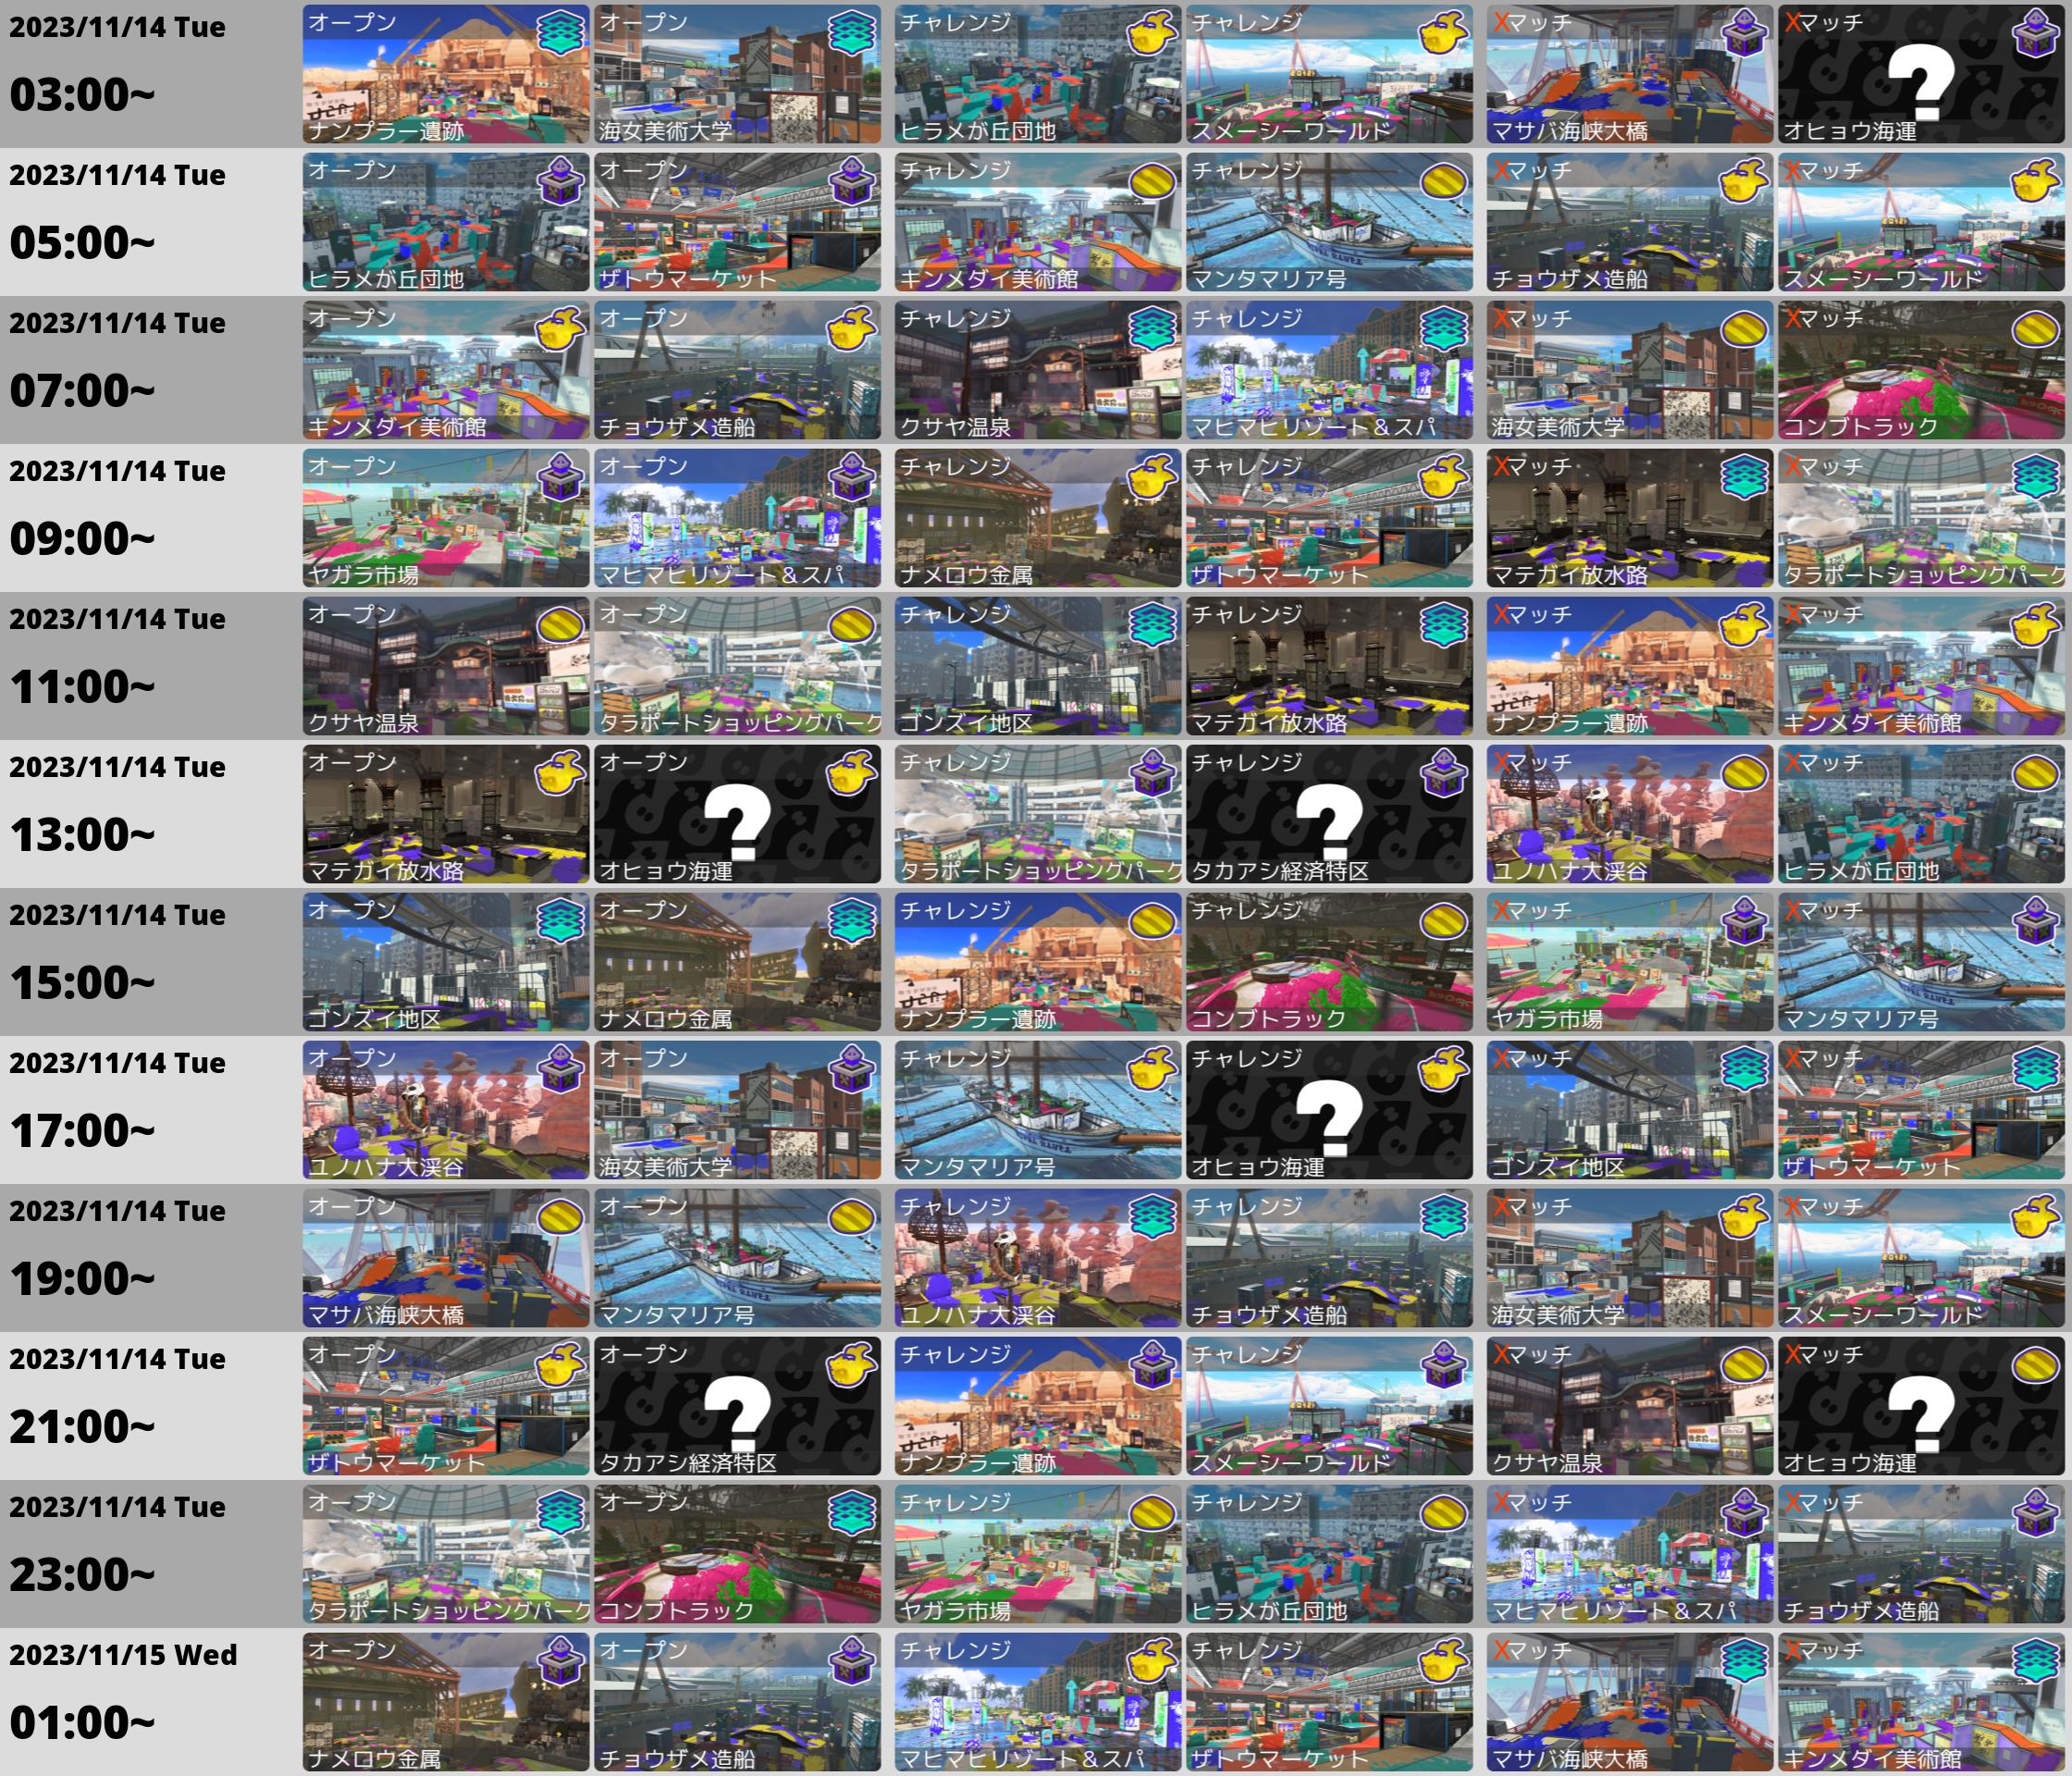 2023/11/14 Tue
03:00~
オープン
ナンプラー遺跡
オープン
海女美術大学
チャレンジ
ヒラメが丘団地
チャレンジ
スメーシーワールド
Xマッチ
マサバ海峡大橋
Xマッチ
?
オヒョウ海運
2023/11/14 Tue
05:00~
オープン
ヒラメが丘団地
オープン
ザトウマーケット
チャレンジ
キンメダイ美術館
チャレンジ
マンタマリア号
Xマッチ
チョウザメ造船
Xマッチ
スメーシーワールド
2023/11/14 Tue
07:00~
オープン
キンメダイ美術館
オープン
チョウザメ造船
チャレンジ
クサヤ温泉
チャレンジ
マヒマヒリゾート&スパ
Xマッチ
海女美術大学
Xマッチ
コンブトラック
2023/11/14 Tue
09:00~
オープン
ヤガラ市場
オープン
マヒマヒリゾート&スパ
チャレンジ
ナメロウ金属
チャレンジ
ザトウマーケット
Xマッチ
マテガイ放水路
Xマッチ
タラポートショッピングパーク
2023/11/14 Tue
11:00~
オープン
クサヤ温泉
オープン
タラポートショッピングパーク
チャレンジ
ゴンズイ地区
チャレンジ
マテガイ放水路
Xマッチ
ナンプラー遺跡
Xマッチ
キンメダイ美術館
2023/11/14 Tue
13:00~
オープン
マテガイ放水路
オープン
?
オヒョウ海運
チャレンジ
タラポートショッピングパーク
チャレンジ
?
タカアシ経済特区
Xマッチ
ユノハナ大渓谷
Xマッチ
ヒラメが丘団地
2023/11/14 Tue
15:00~
オープン
ゴンズイ地区
オープン
ナメロウ金属
チャレンジ
ナンプラー遺跡
チャレンジ
コンブトラック
Xマッチ
ヤガラ市場
Xマッチ
マンタマリア号
2023/11/14 Tue
17:00~
オープン
ユノハナ大渓谷
オープン
海女美術大学
チャレンジ
マンタマリア号
チャレンジ
?
オヒョウ海運
Xマッチ
ゴンズイ地区
Xマッチ
ザトウマーケット
2023/11/14 Tue
19:00~
オープン
マサバ海峡大橋
オープン
マンタマリア号
チャレンジ
ユノハナ大渓谷
チャレンジ
チョウザメ造船
Xマッチ
海女美術大学
Xマッチ
スメーシーワールド
2023/11/14 Tue
21:00~
オープン
ザトウマーケット
オープン
?
タカアシ経済特区
チャレンジ
ナンプラー遺跡
チャレンジ
スメーシーワールド
Xマッチ
クサヤ温泉
Xマッチ
?
オヒョウ海運
2023/11/14 Tue
23:00~
オープン
タラポートショッピングパーク
オープン
コンブトラック
チャレンジ
ヤガラ市場
チャレンジ
ヒラメが丘団地
Xマッチ
マヒマヒリゾート&スパ
Xマッチ
チョウザメ造船
2023/11/15 Wed
01:00~
オープン
ナメロウ金属
オープン
チョウザメ造船
チャレンジ
マヒマヒリゾート&スパ
チャレンジ
ザトウマーケット
Xマッチ
マサバ海峡大橋
Xマッチ
キンメダイ美術館